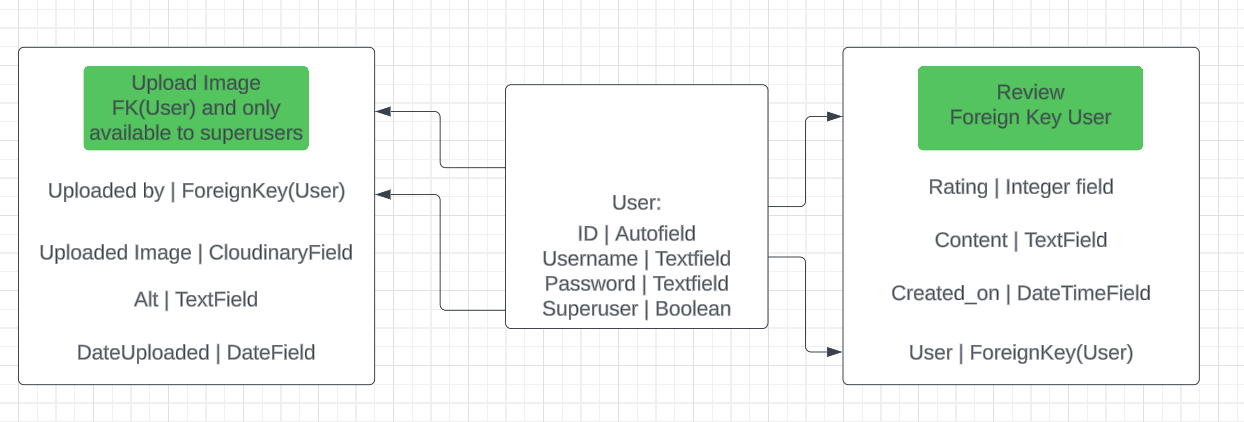 Upload Image
FK(User) and only
available to superusers
Uploaded by | ForeignKey(User)
Uploaded Image | CloudinaryField
Alt | TextField
DateUploaded | DateField
User:
ID | Autofield
Username | Textfield
Password | Textfield
Superuser | Boolean
Review
Foreign Key User
Rating | Integer field
Content | TextField
Created_on | DateTimeField
User | ForeignKey(User)